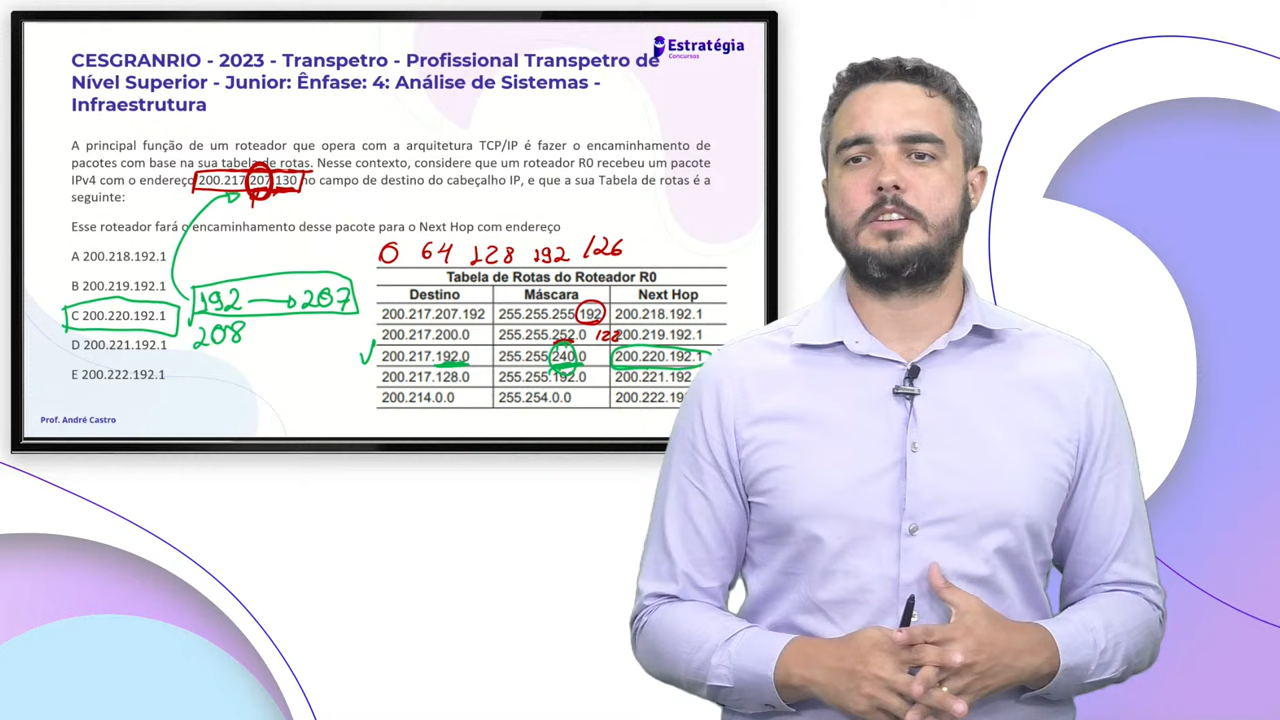 Estratégia
Concursos
CESGRANRIO - 2023 - Transpetro - Profissional Transpetro de
Nível Superior - Junior: Ênfase: 4: Análise de Sistemas -
Infraestrutura
A principal função de um roteador que opera com a arquitetura TCP/IP é fazer o encaminhamento de
pacotes com base na sua tabela de rotas. Nesse contexto, considere que um roteador R0 recebeu um pacote
IPv4 com o endereço 200.217.207.130 no campo de destino do cabeçalho IP, e que a sua Tabela de rotas é a
seguinte:
Esse roteador fará o encaminhamento desse pacote para o Next Hop com endereço
A 200.218.192.1
B 200.219.192.1
C 200.220.192.1
D 200.221.192.1
E 200.222.192.1
192 → 207
208
0 64 128 192 126
Tabela de Rotas do Roteador R0
Destino Máscara Next Hop
200.217.207.192 255.255.255.192 200.218.192.1
200.217.200.0 255.255.252.0 200.219.192.1
128
200.217.192.0 255.255.240.0 200.220.192.1
200.217.128.0 255.255.192.0 200.221.192
200.214.0.0 255.254.0.0 200.222.19
Prof. André Castro